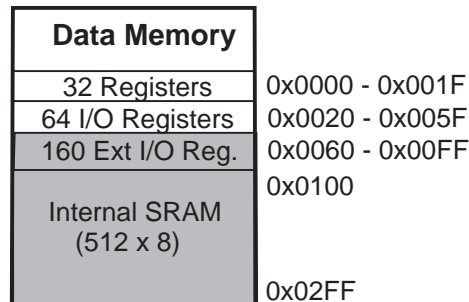 Data Memory
32 Registers 0x0000 - 0x001F
64 I/O Registers 0x0020 - 0x005F
160 Ext I/O Reg. 0x0060 - 0x00FF
0x0100
Internal SRAM
(512 x 8)
0x02FF